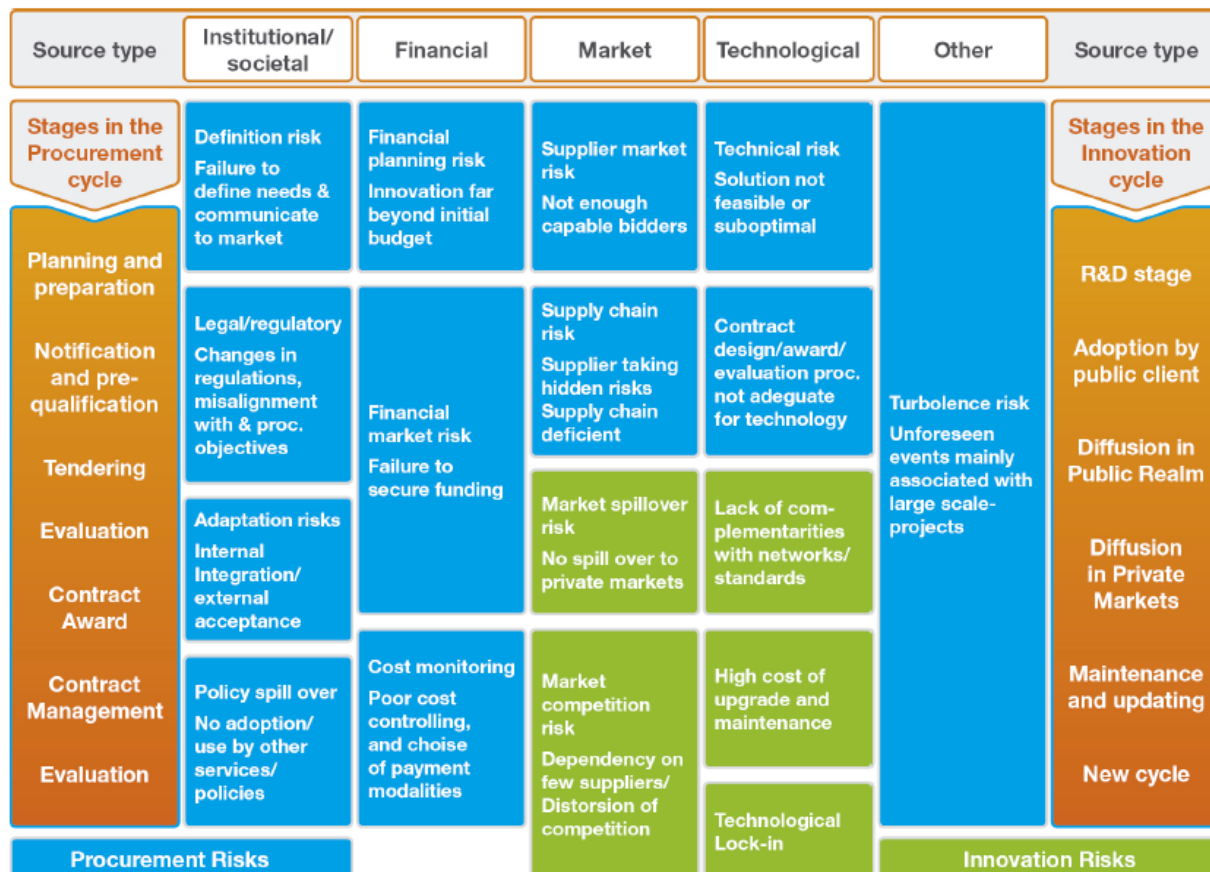 Source type
Institutional/
societal
Financial
Market
Technological
Other
Source type
Stages in the
Procurement
cycle
Planning and
preparation
Notification
and pre-
qualification
Tendering
Evaluation
Contract
Award
Contract
Management
Evaluation
Definition risk
Failure to
define needs &
communicate
to market
Legal/regulatory
Changes in
regulations,
misalignment
with & proc.
objectives
Adaptation risks
Internal
Integration/
external
acceptance
Policy spill over
No adoption/
use by other
services/
policies
Financial
planning risk
Innovation far
beyond initial
budget
Financial
market risk
Failure to
secure funding
Cost monitoring
Poor cost
controlling,
and choise
of payment
modalities
Supplier market
risk
Not enough
capable bidders
Supply chain
risk
Supplier taking
hidden risks
Supply chain
deficient
Market spillover
risk
No spill over to
private markets
Market
competition
risk
Dependency on
few suppliers/
Distorsion of
competition
Technical risk
Solution not
feasible or
suboptimal
Contract
design/award/
evaluation proc.
not adequate
for technology
Lack of com-
plementarities
with networks/
standards
High cost of
upgrade and
maintenance
Technological
Lock-in
Turbolence risk
Unforeseen
events mainly
associated with
large scale-
projects
Stages in the
Innovation
cycle
R&D stage
Adoption by
public client
Diffusion in
Public Realm
Diffusion
in Private
Markets
Maintenance
and updating
New cycle
Procurement Risks
Innovation Risks